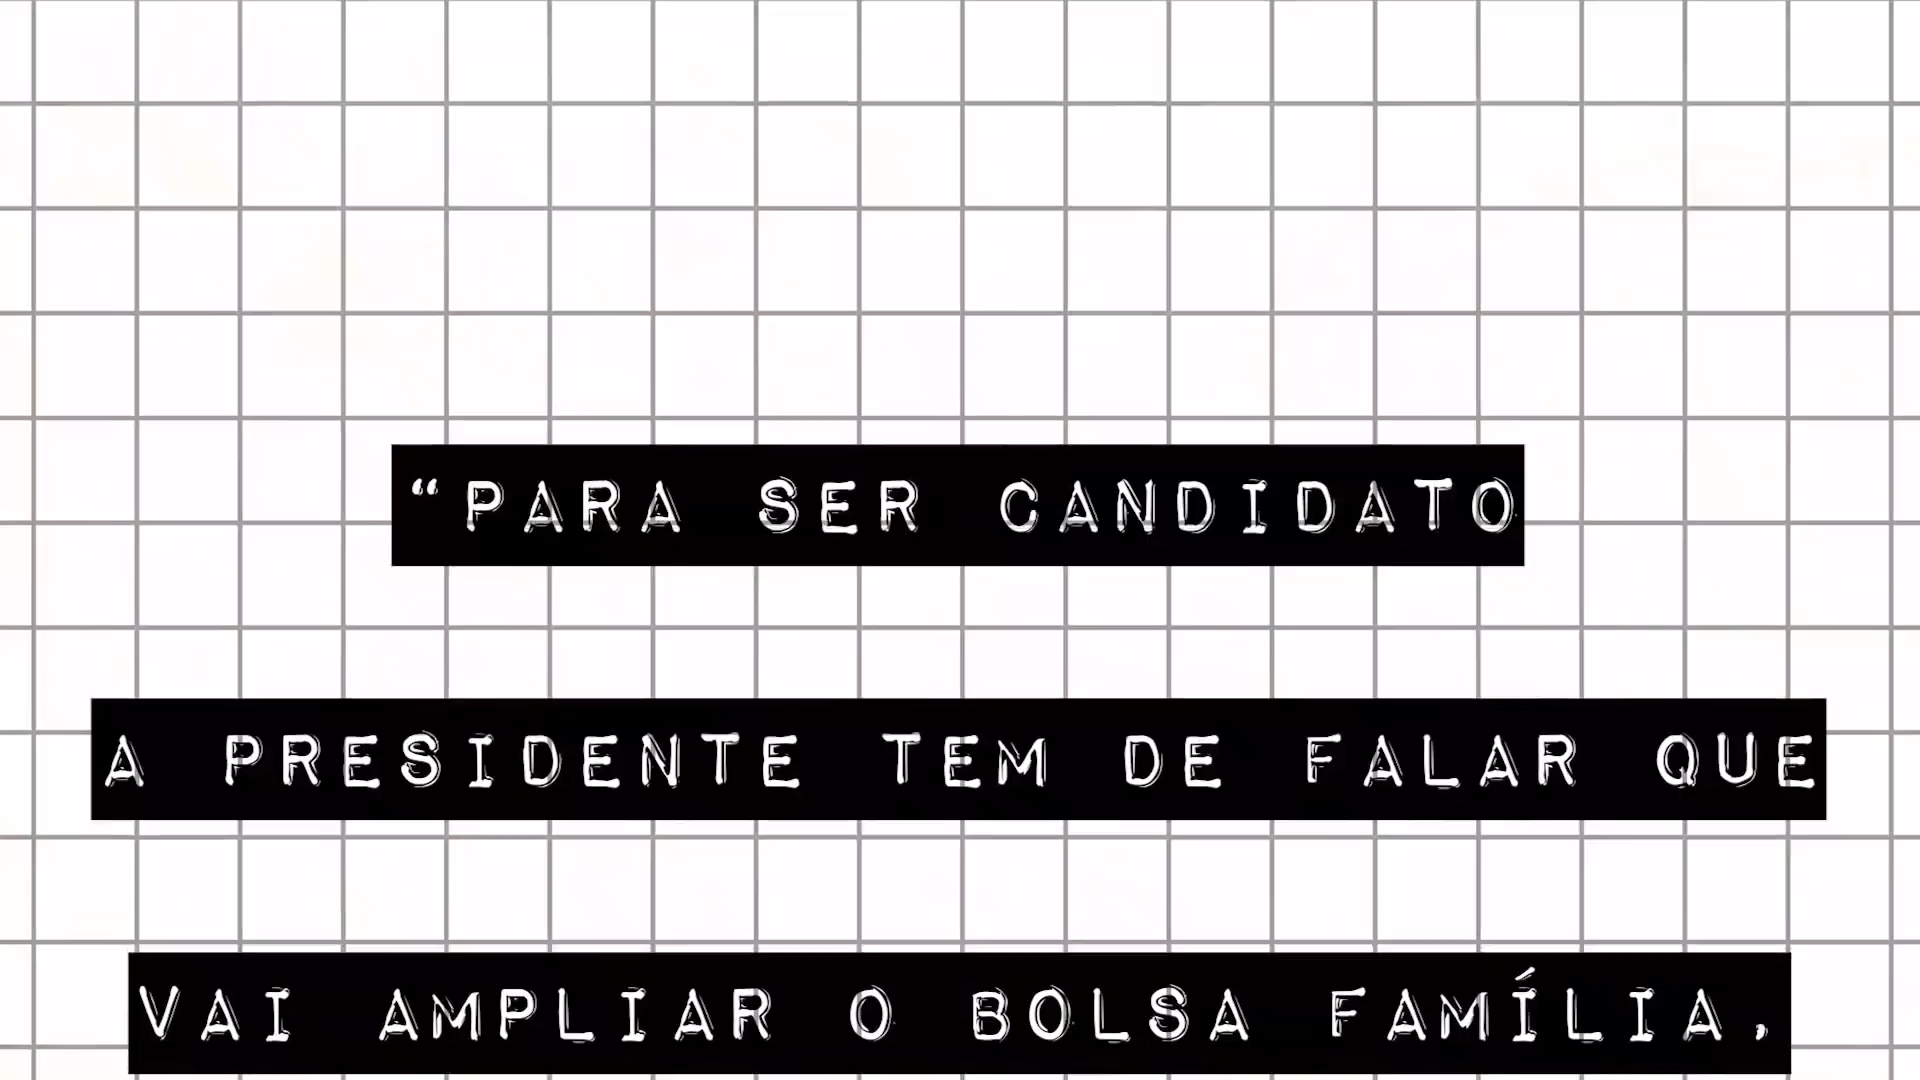 “PARA SER CANDIDATO
A PRESIDENTE TEM DE FALAR QUE
VAI AMPLIAR O BOLSA FAMÍLIA,